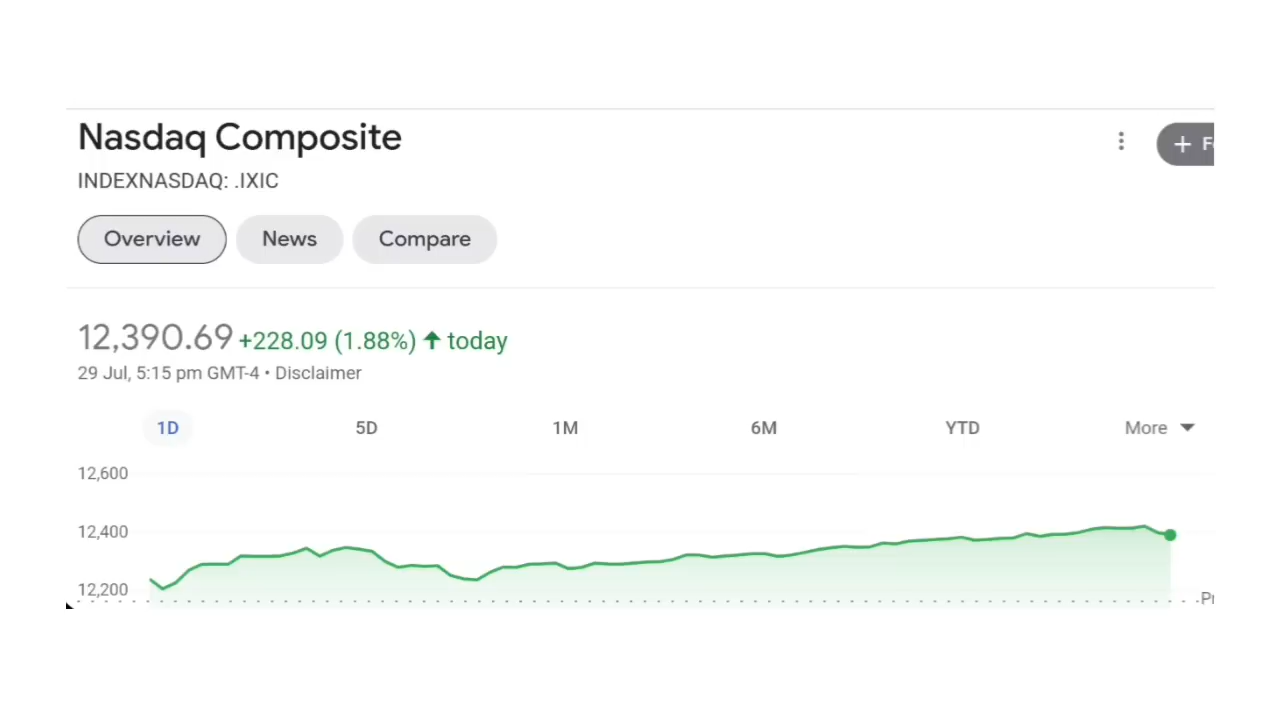 Nasdaq Composite
INDEXNASDAQ: .IXIC
Overview News Compare
12,390.69 +228.09 (1.88%) ↑ today
29 Jul, 5:15 pm GMT-4 • Disclaimer
1D 5D 1M 6M YTD More
12,600
12,400
12,200